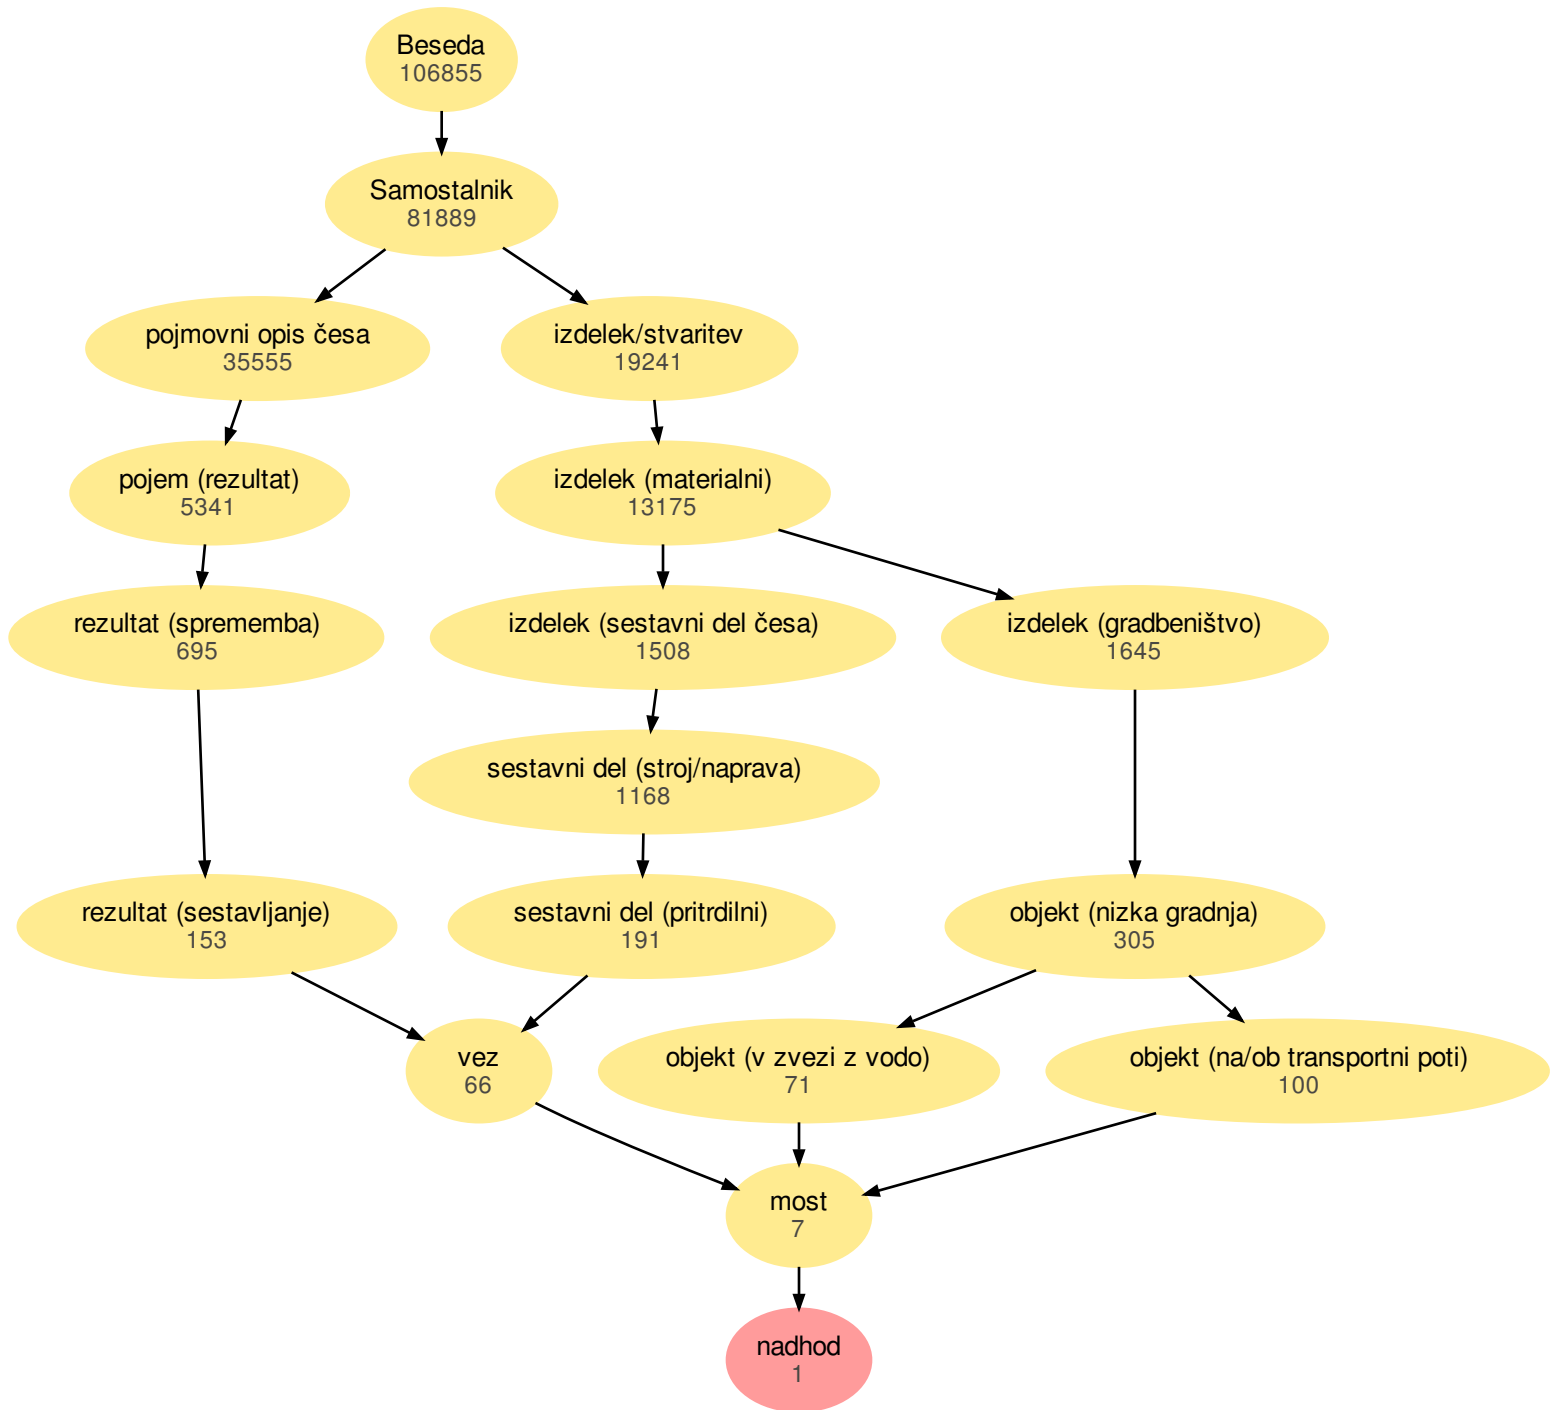 Beseda
106855
Samostalnik
81889
pojmovni opis česa
35555
izdelek/stvaritev
19241
pojem (rezultat)
5341
izdelek (materialni)
13175
rezultat (sprememba)
695
izdelek (sestavni del česa)
1508
izdelek (gradbeništvo)
1645
sestavni del (stroj/naprava)
1168
rezultat (sestavljanje)
153
sestavni del (pritrdilni)
191
objekt (nizka gradnja)
305
vez
66
objekt (v zvezi z vodo)
71
objekt (na/ob transportni poti)
100
most
7
nadhod
1